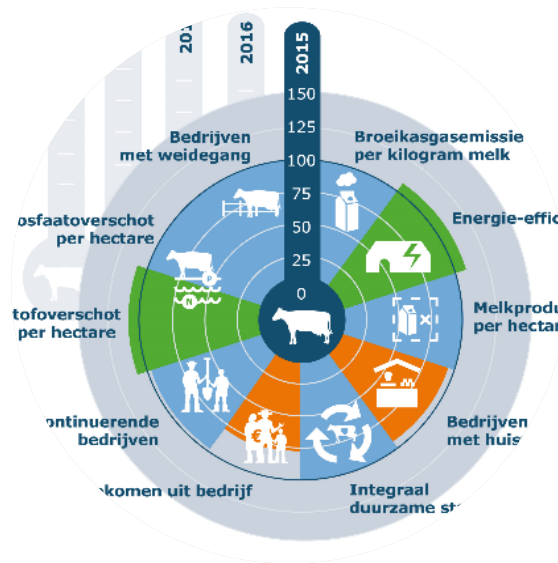 2016
2015
150
125
100
75
50
25
0
Bedrijven
met weidegang
Broeikasgasemissie
per kilogram melk
Energie-effic
Melkprodu
per hectar
Bedrijven
met huis
Integraal
duurzame st
komen uit bedrijf
ontinuerende
bedrijven
tofoverschot
per hectare
osfaatoverschot
per hectare
P
N
€